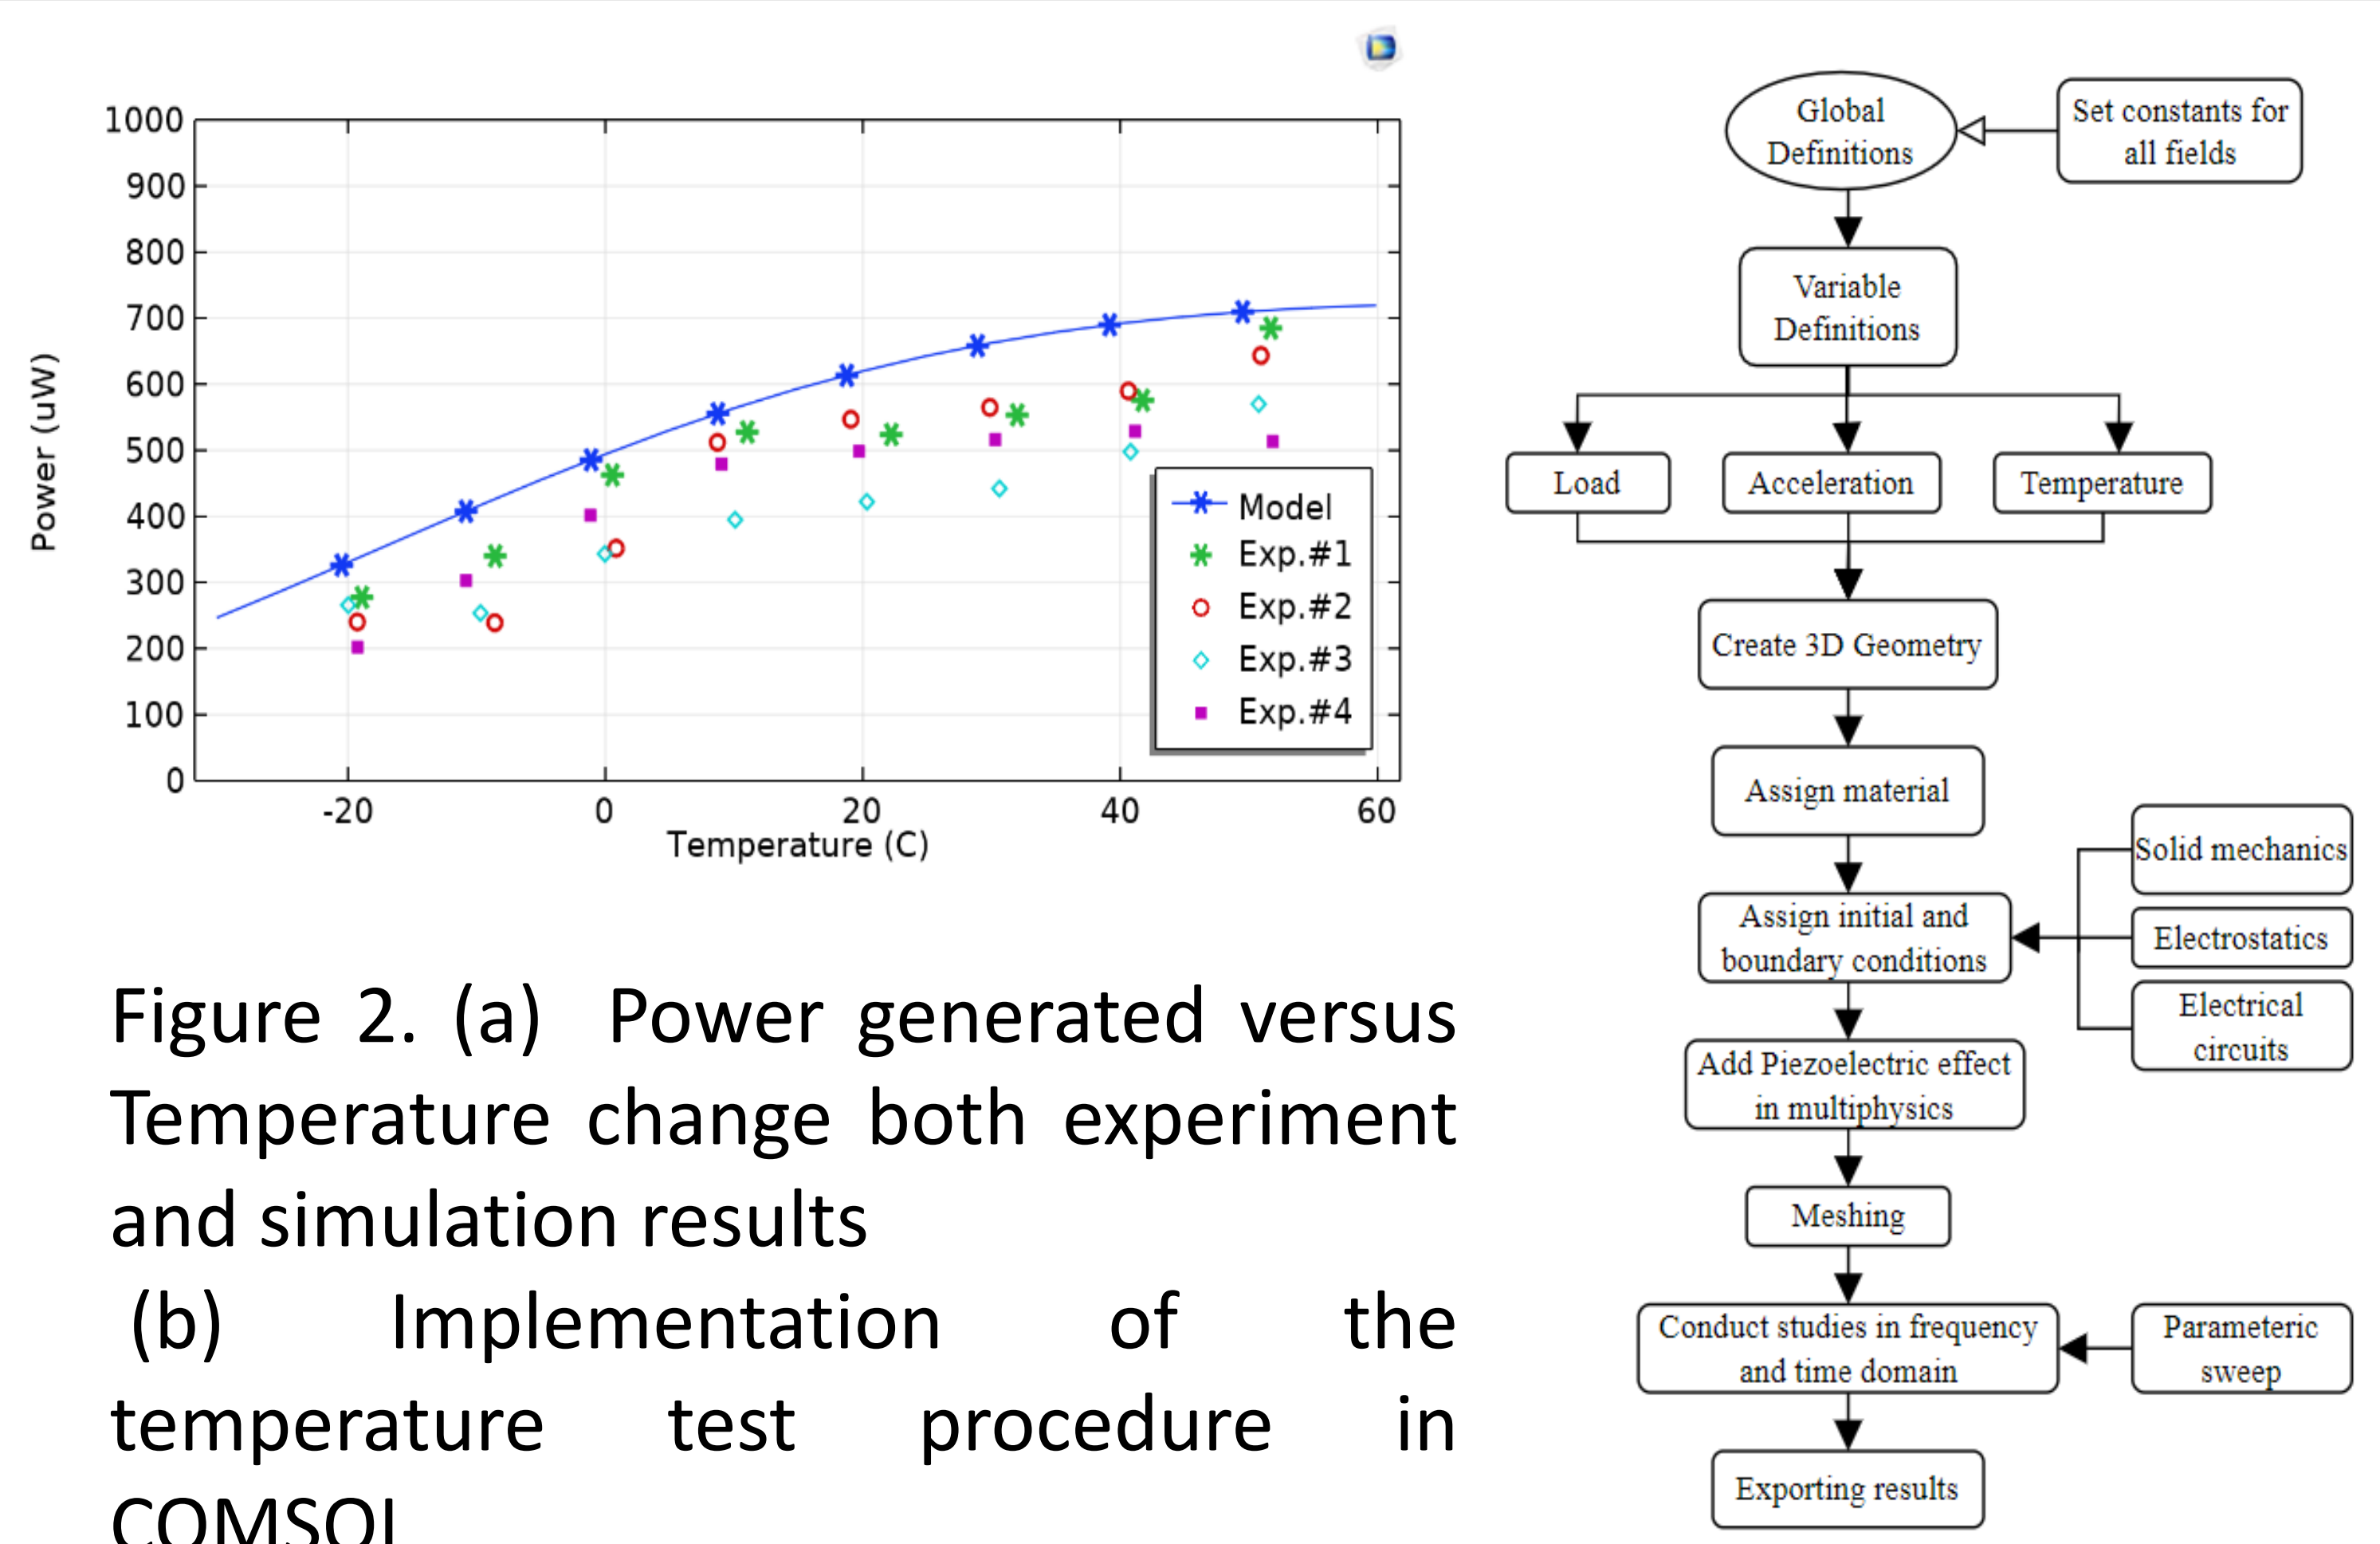 1000
900
800
700
600
500
400
300
200
100
0
Power (uW)
-20 0 20 40 60
Temperature (C)
Model
Exp.#1
Exp.#2
Exp.#3
Exp.#4
Figure 2. (a) Power generated versus
Temperature change both experiment
and simulation results
(b) Implementation of the
temperature test procedure in
COMSOL
Global
Definitions
Set constants for
all fields
Variable
Definitions
Load
Acceleration
Temperature
Create 3D Geometry
Assign material
Assign initial and
boundary conditions
Solid mechanics
Electrostatics
Electrical
circuits
Add Piezoelectric effect
in multiphysics
Meshing
Conduct studies in frequency
and time domain
Parameteric
sweep
Exporting results